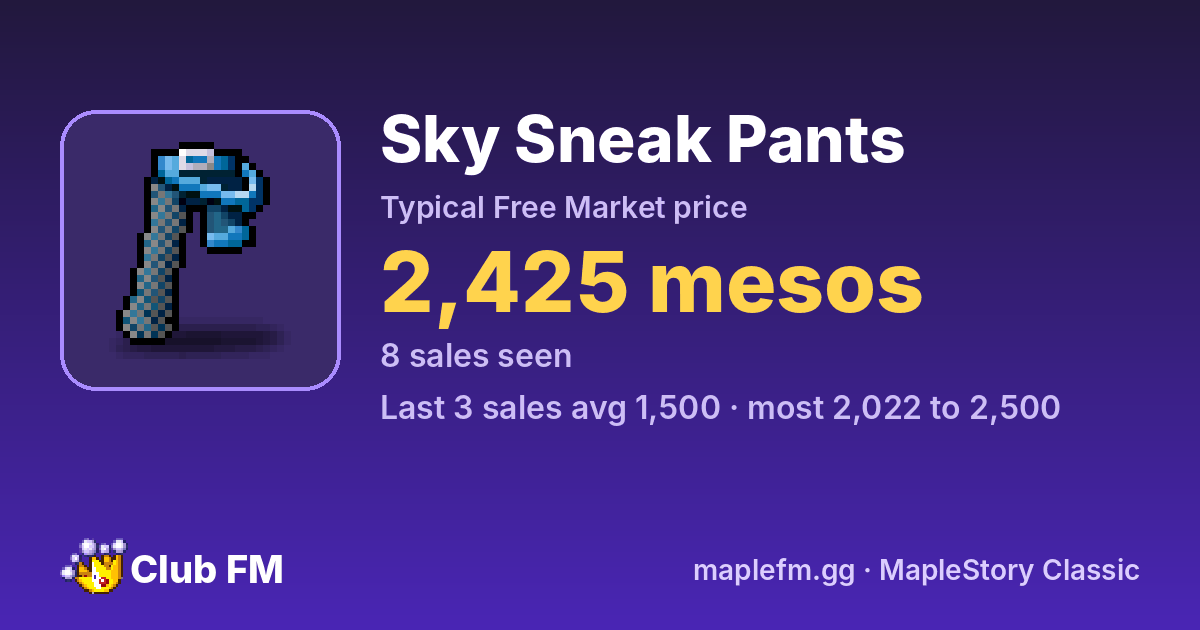 Sky Sneak Pants
Typical Free Market price
2,425 mesos
8 sales seen
Last 3 sales avg 1,500 · most 2,022 to 2,500
Club FM
maplefm.gg · MapleStory Classic